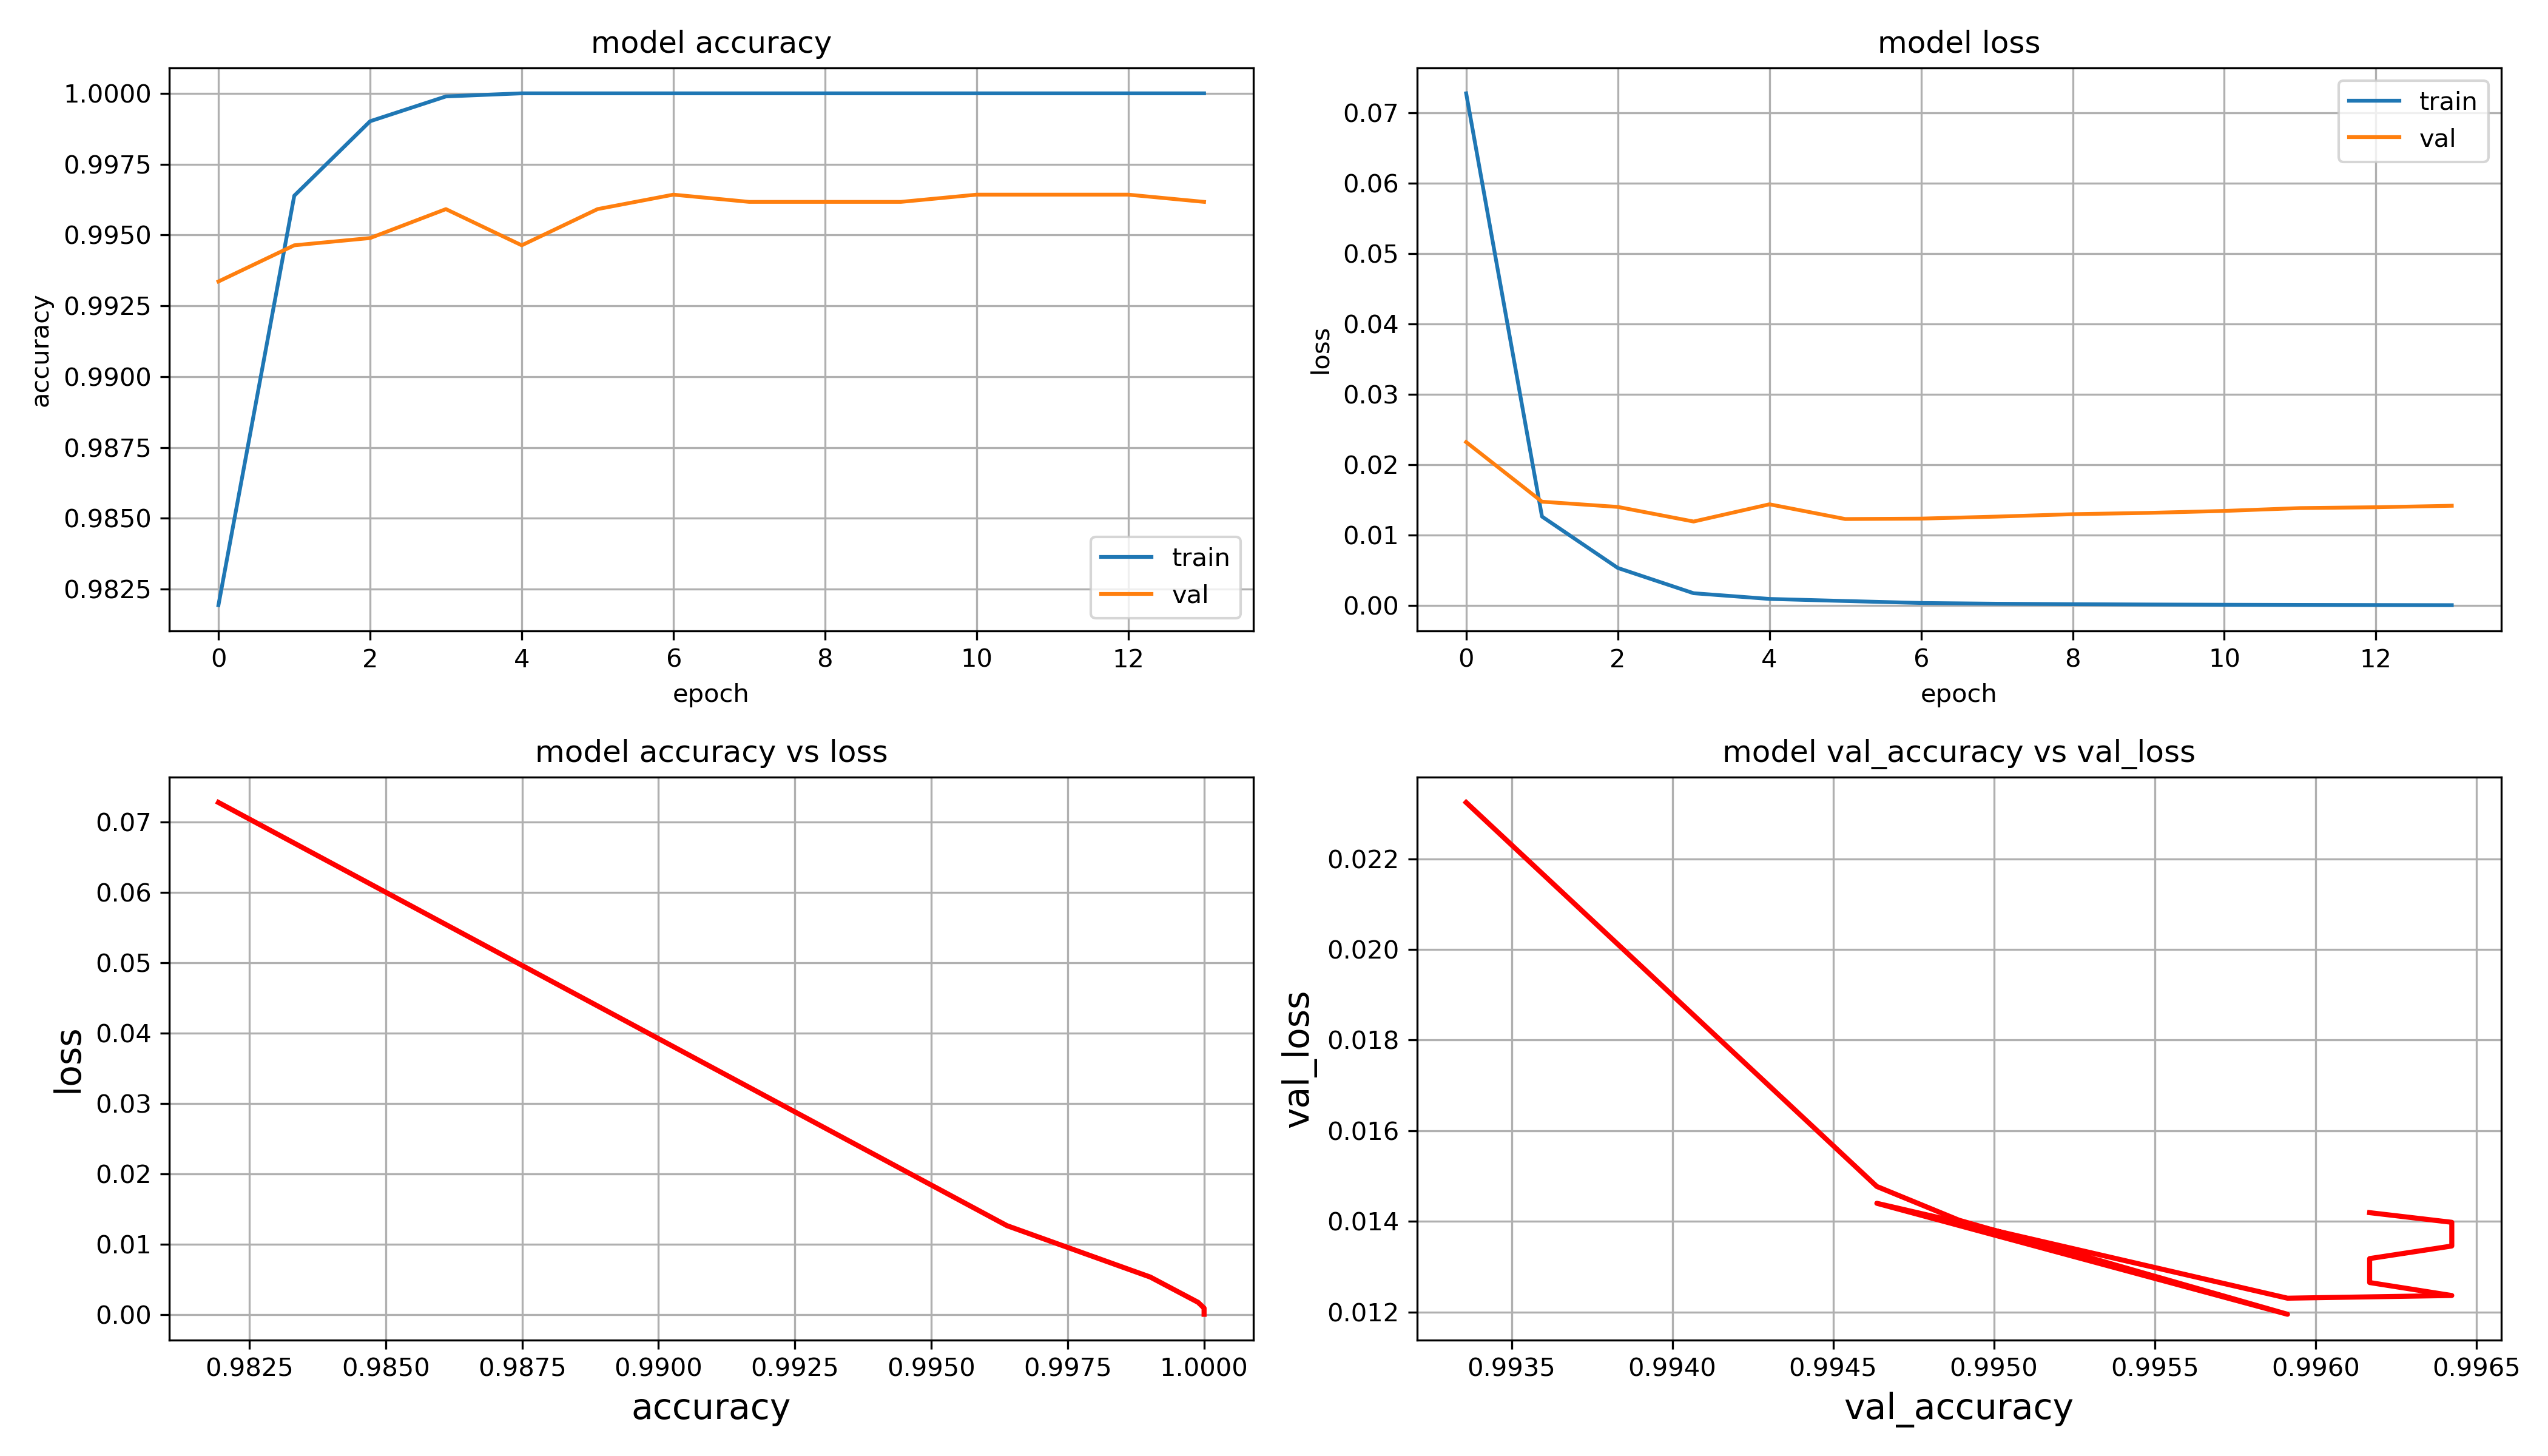 model accuracy
1.0000
0.9975
0.9950
0.9925
0.9900
0.9875
0.9850
0.9825
accuracy
train
val
0 2 4 6 8 10 12
epoch
model loss
0.07
0.06
0.05
0.04
0.03
0.02
0.01
0.00
loss
train
val
0 2 4 6 8 10 12
epoch
model accuracy vs loss
0.07
0.06
0.05
0.04
0.03
0.02
0.01
0.00
loss
0.9825 0.9850 0.9875 0.9900 0.9925 0.9950 0.9975 1.0000
accuracy
model val_accuracy vs val_loss
0.022
0.020
0.018
0.016
0.014
0.012
val_loss
0.9935 0.9940 0.9945 0.9950 0.9955 0.9960 0.9965
val_accuracy